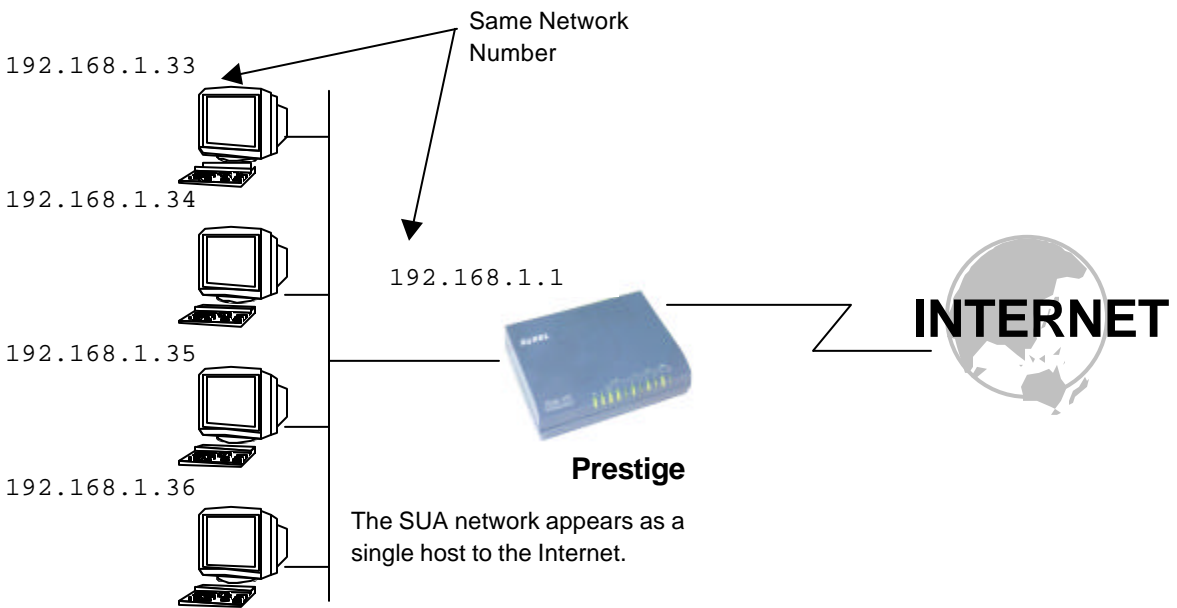 Same Network
Number
192.168.1.33
192.168.1.34
192.168.1.1
INTERNET
192.168.1.35
Prestige
192.168.1.36
The SUA network appears as a
single host to the Internet.